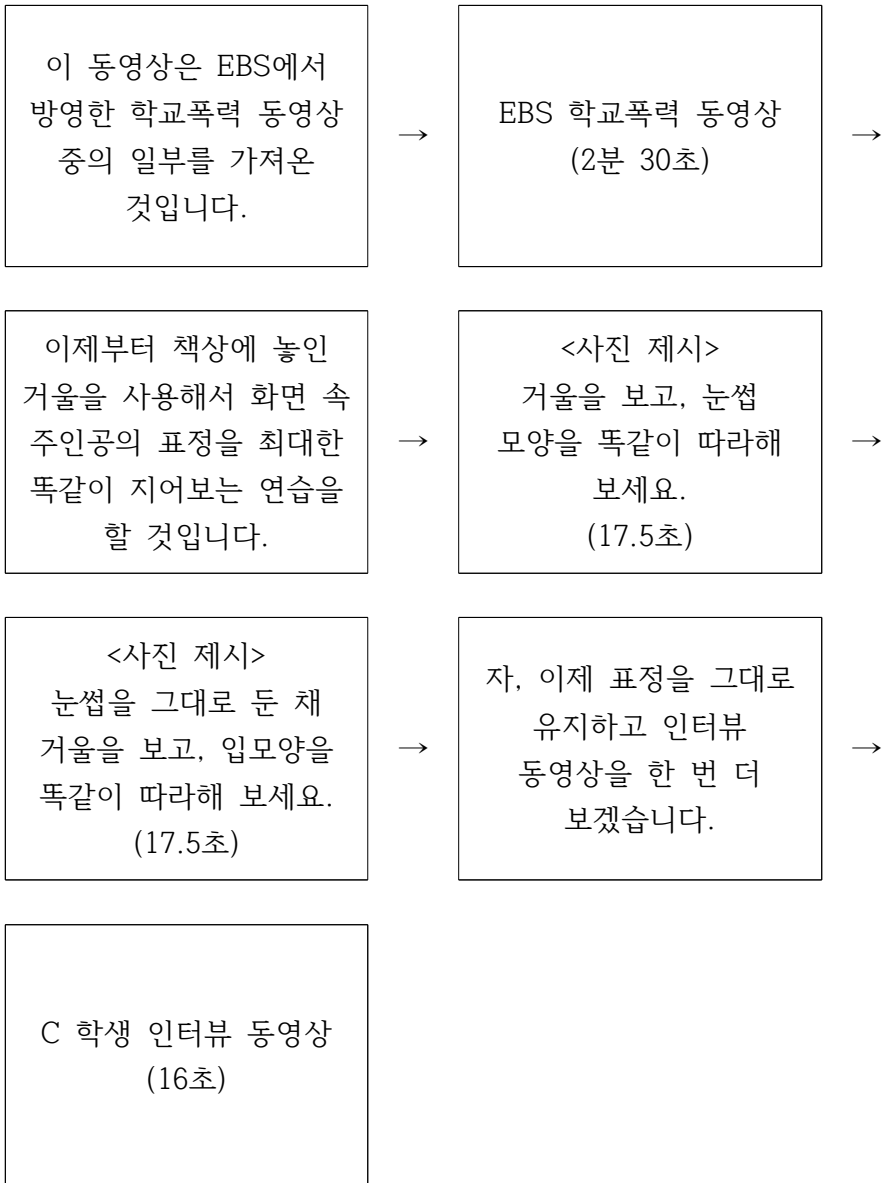 이 동영상은 EBS에서
방영한 학교폭력 동영상
중의 일부를 가져온
것입니다.
→
EBS 학교폭력 동영상
(2분 30초)
→
이제부터 책상에 놓인
거울을 사용해서 화면 속
주인공의 표정을 최대한
똑같이 지어보는 연습을
할 것입니다.
→
<사진 제시>
거울을 보고, 눈썹
모양을 똑같이 따라해
보세요.
(17.5초)
→
<사진 제시>
눈썹을 그대로 둔 채
거울을 보고, 입모양을
똑같이 따라해 보세요.
(17.5초)
→
자, 이제 표정을 그대로
유지하고 인터뷰
동영상을 한 번 더
보겠습니다.
→
C 학생 인터뷰 동영상
(16초)